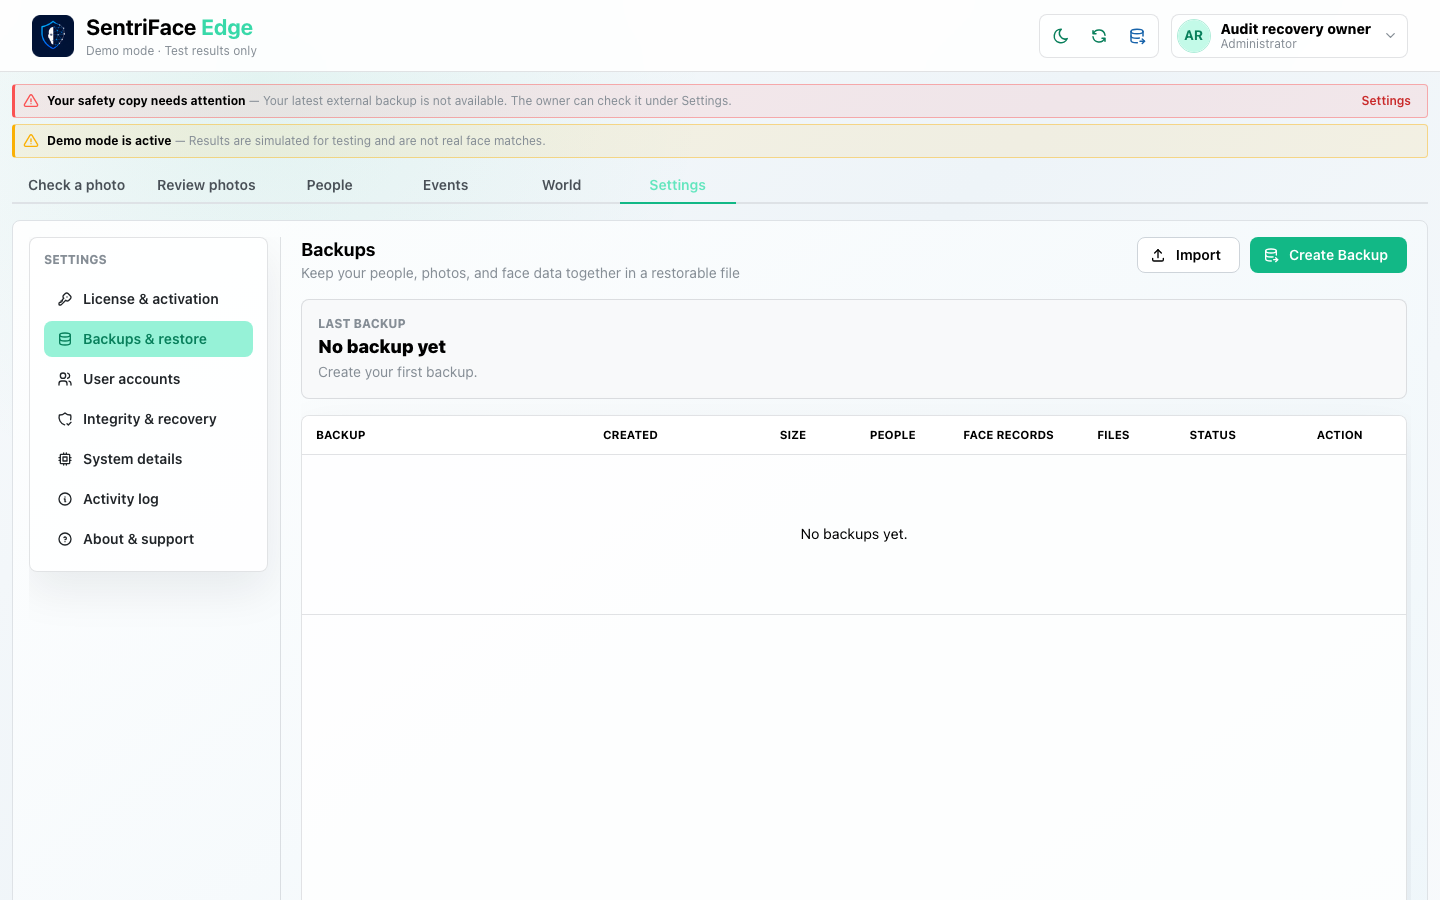 SentriFace Edge
Demo mode · Test results only
AR
Audit recovery owner
Administrator
Your safety copy needs attention — Your latest external backup is not available. The owner can check it under Settings.
Settings
Demo mode is active — Results are simulated for testing and are not real face matches.
Check a photo
Review photos
People
Events
World
Settings
SETTINGS
License & activation
Backups & restore
User accounts
Integrity & recovery
System details
Activity log
About & support
Backups
Keep your people, photos, and face data together in a restorable file
Import
Create Backup
LAST BACKUP
No backup yet
Create your first backup.
BACKUP CREATED SIZE PEOPLE FACE RECORDS FILES STATUS ACTION
No backups yet.